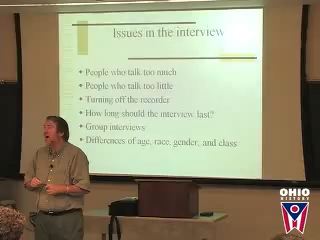 Issues in the interview
People who talk too much
People who talk too little
Turning off the recorder
How long should the interview last?
Group interviews
Differences of age, race, gender, and class
OHIO
HISTORY